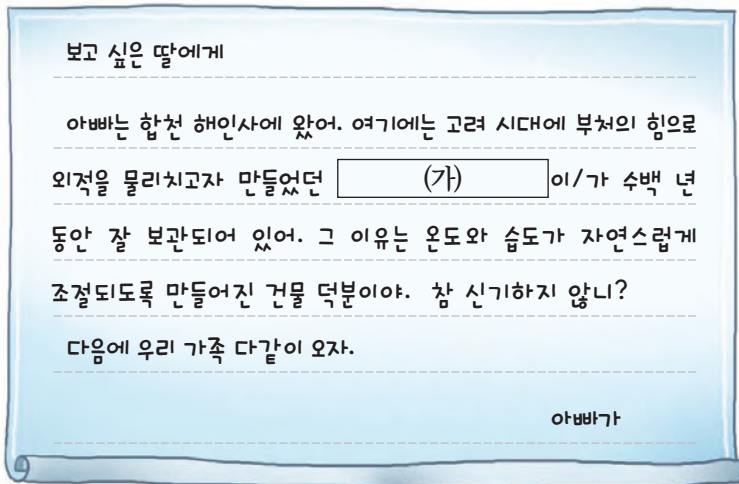 보고 싶은 딸에게
아빠는 합천 해인사에 왔어. 여기에는 고려 시대에 부처의 힘으로
외적을 물리치고자 만들었던 (가) 이/가 수백 년
동안 잘 보관되어 있어. 그 이유는 온도와 습도가 자연스럽게
조절되도록 만들어진 건물 덕분이야. 참 신기하지 않니?
다음에 우리 가족 다같이 오자.
아빠가